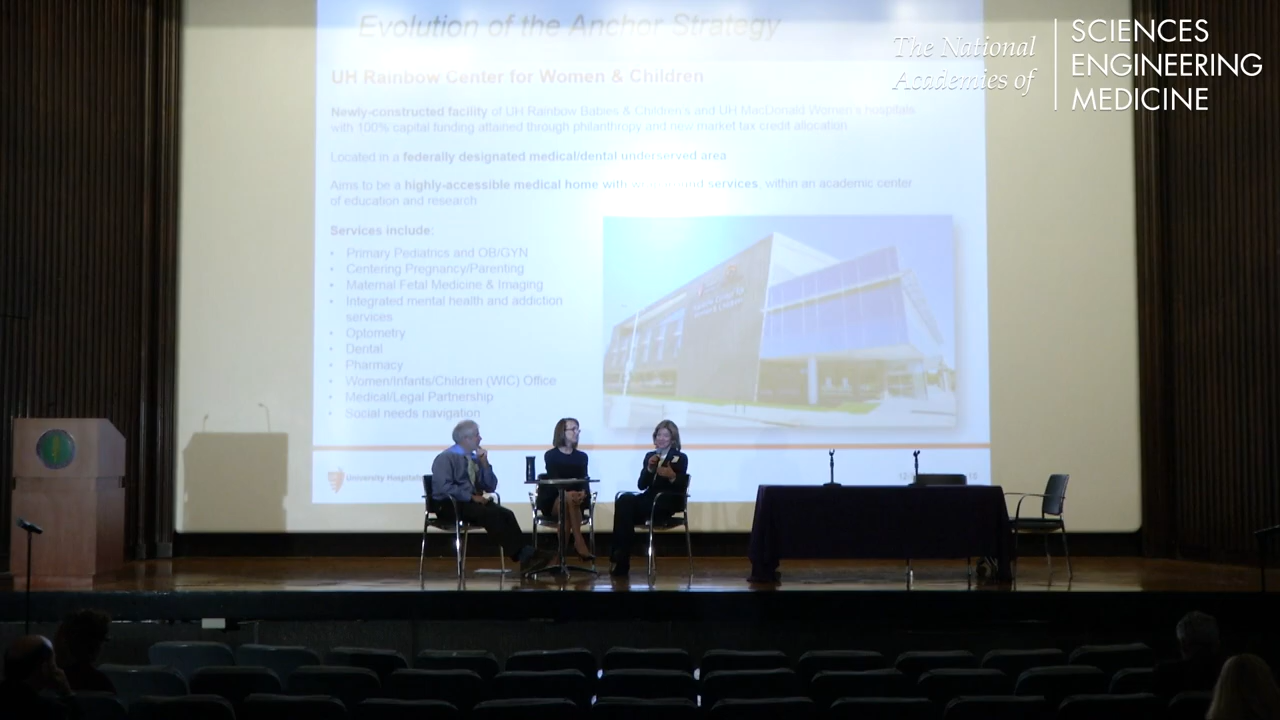 Evolution of the Anchor Strategy
The National
Academies of
SCIENCES
ENGINEERING
MEDICINE
UH Rainbow Center for Women & Children
Newly-constructed facility of UH Rainbow Babies & Children's and UH MacDonald Women's hospitals
with 100% capital funding attained through philanthropy and new market tax credit allocation
Located in a federally designated medical/dental underserved area
Aims to be a highly-accessible medical home with services, within an academic center
of education and research
Services include:
• Primary Pediatrics and OB/GYN
• Centering Pregnancy/Parenting
• Maternal Fetal Medicine & Imaging
• Integrated mental health and addiction
services
• Optometry
• Dental
• Pharmacy
• Women/Infants/Children (WIC) Office
• Medical/Legal Partnership
• Social needs navigation
University Hospitals